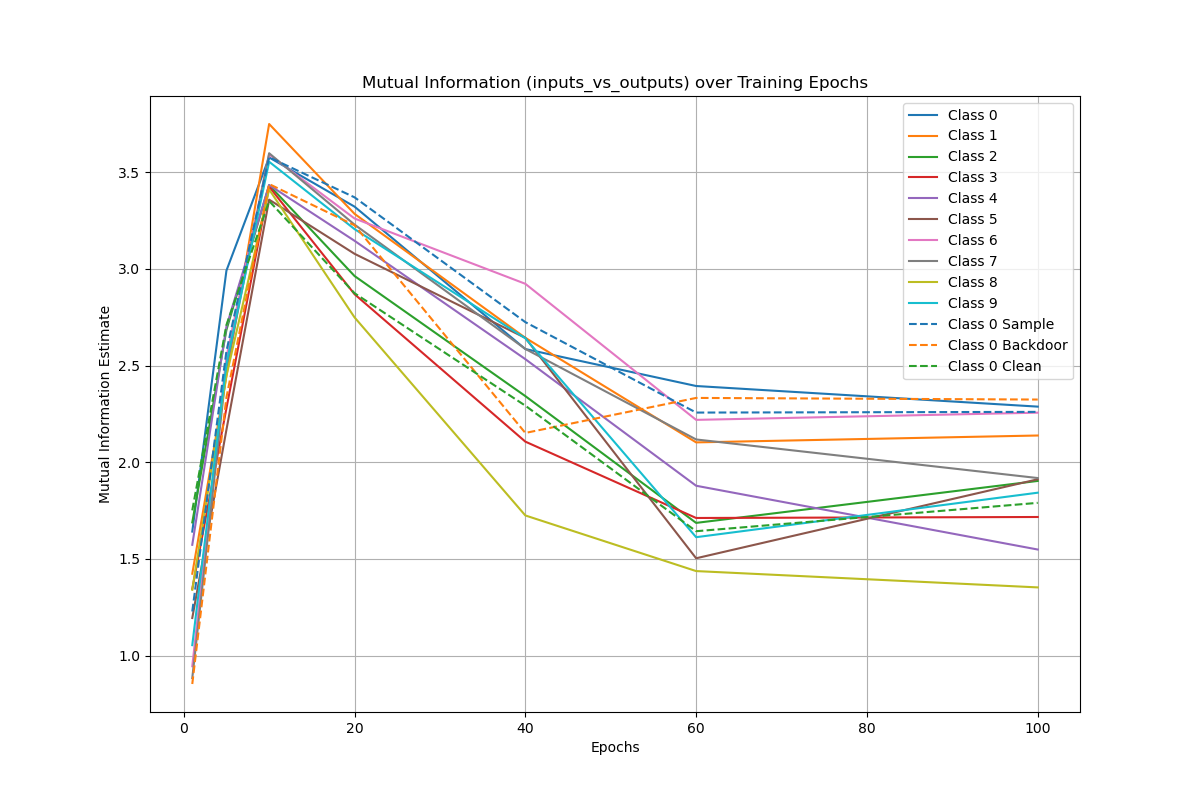 Mutual Information (inputs_vs_outputs) over Training Epochs
Mutual Information Estimate
3.5
3.0
2.5
2.0
1.5
1.0
0
20
40
60
80
100
Epochs
Class 0
Class 1
Class 2
Class 3
Class 4
Class 5
Class 6
Class 7
Class 8
Class 9
Class 0 Sample
Class 0 Backdoor
Class 0 Clean